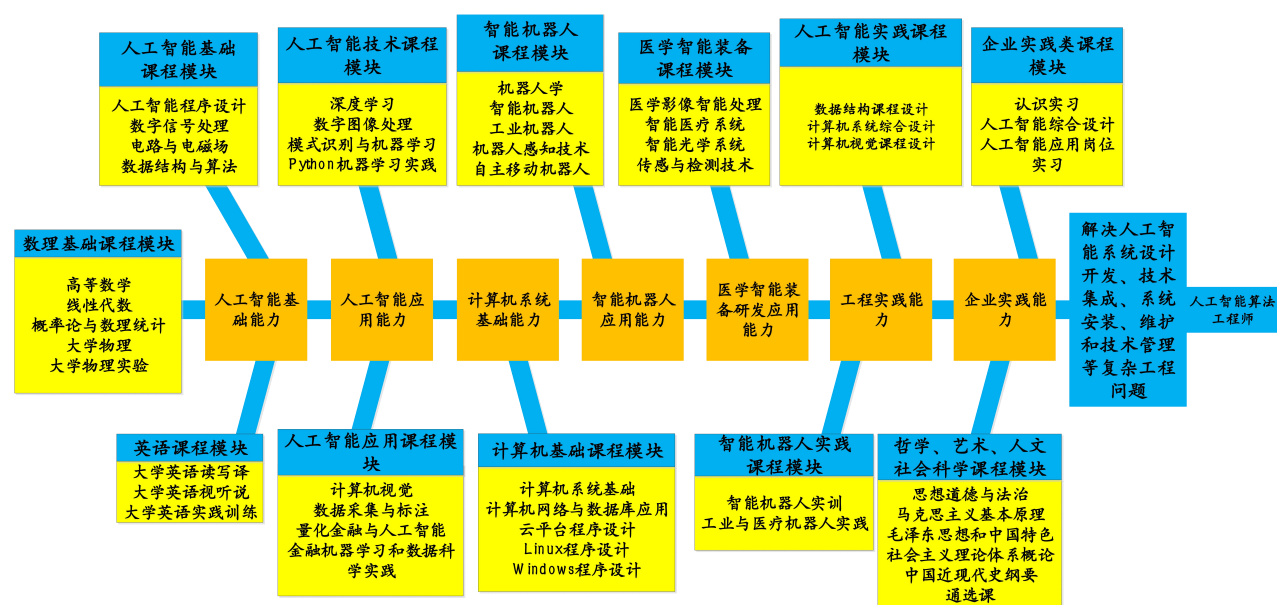 人工智能基础
课程模块
人工智能程序设计
数字信号处理
电路与电磁场
数据结构与算法
人工智能技术课程
模块
深度学习
数字图像处理
模式识别与机器学习
Python机器学习实践
智能机器人
课程模块
机器人学
智能机器人
工业机器人
机器人感知技术
自主移动机器人
医学智能装备
课程模块
医学影像智能处理
智能医疗系统
智能光学系统
传感与检测技术
人工智能实践课程
模块
数据结构课程设计
计算机系统综合设计
计算机视觉课程设计
企业实践类课程
模块
认识实习
人工智能综合设计
人工智能应用岗位
实习
数理基础课程模块
高等数学
线性代数
概率论与数理统计
大学物理
大学物理实验
人工智能基
础能力
人工智能应
用能力
计算机系统
基础能力
智能机器人
应用能力
医学智能装
备研发应用
能力
工程实践能
力
企业实践能
力
解决人工智
能系统设计
开发、技术
集成、系统
安装、维护
和技术管理
等复杂工程
问题
人工智能算法
工程师
英语课程模块
大学英语读写译
大学英语视听说
大学英语实践训练
人工智能应用课程模
块
计算机视觉
数据采集与标注
量化金融与人工智能
金融机器学习和数据科
学实践
计算机基础课程模块
计算机系统基础
计算机网络与数据库应用
云平台程序设计
Linux程序设计
Windows程序设计
智能机器人实践
课程模块
智能机器人实训
工业与医疗机器人实践
哲学、艺术、人文
社会科学课程模块
思想道德与法治
马克思主义基本原理
毛泽东思想和中国特色
社会主义理论体系概论
中国近现代史纲要
通选课